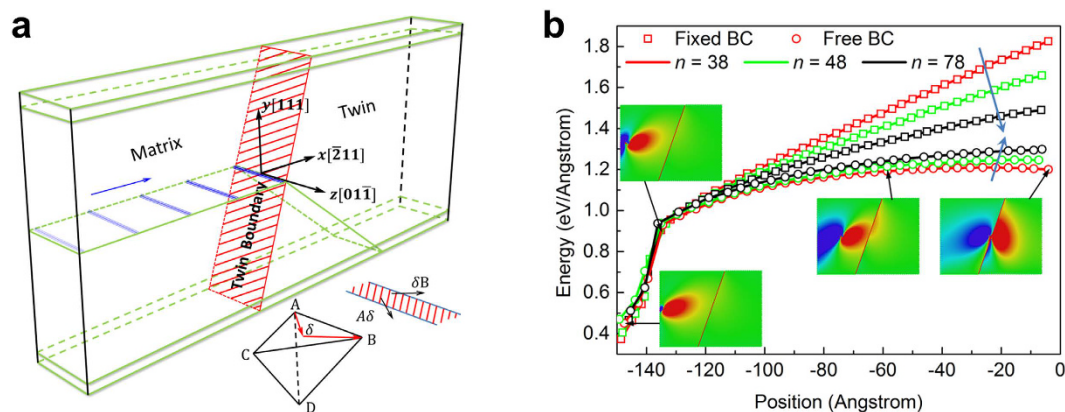 a
Matrix
Twin
Twin Boundary
y[111]
x[2̅11]
z[011̅]
δB
Aδ
A
δ
B
C
D
b
Fixed BC
Free BC
n = 38
n = 48
n = 78
Energy (eV/Angstrom)
1.8
1.6
1.4
1.2
1.0
0.8
0.6
0.4
-140 -120 -100 -80 -60 -40 -20 0
Position (Angstrom)